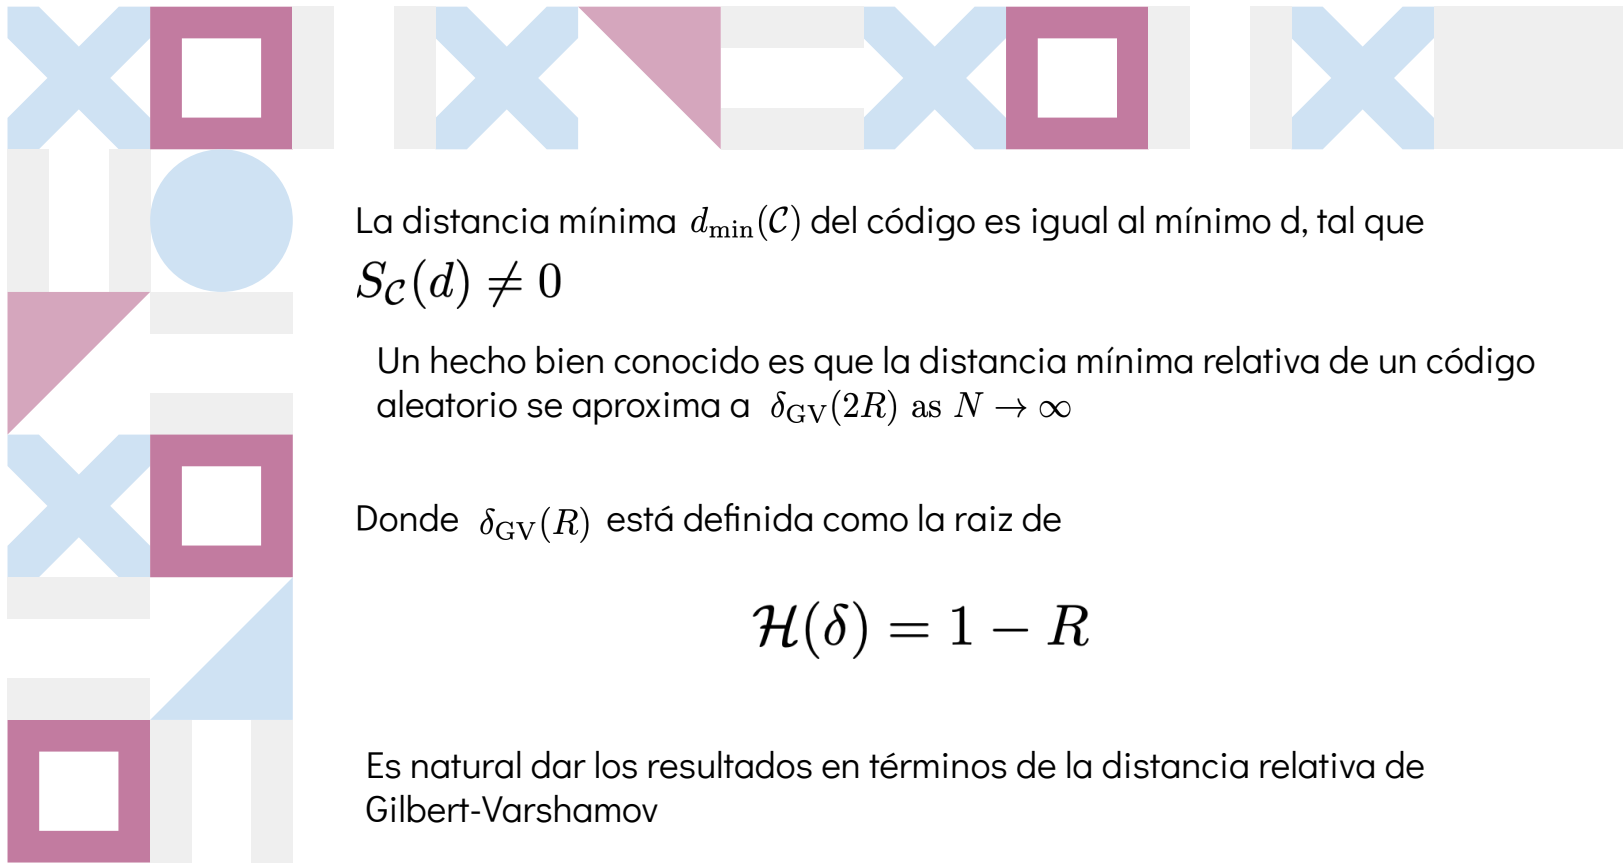 La distancia mínima $d_{\min}(\mathcal{C})$ del código es igual al mínimo d, tal que
$S_{\mathcal{C}}(d) \neq 0$
Un hecho bien conocido es que la distancia mínima relativa de un código
aleatorio se aproxima a $\delta_{\mathrm{GV}}(2R)$ as $N \to \infty$
Donde $\delta_{\mathrm{GV}}(R)$ está definida como la raiz de
$\mathcal{H}(\delta) = 1 - R$
Es natural dar los resultados en términos de la distancia relativa de
Gilbert-Varshamov